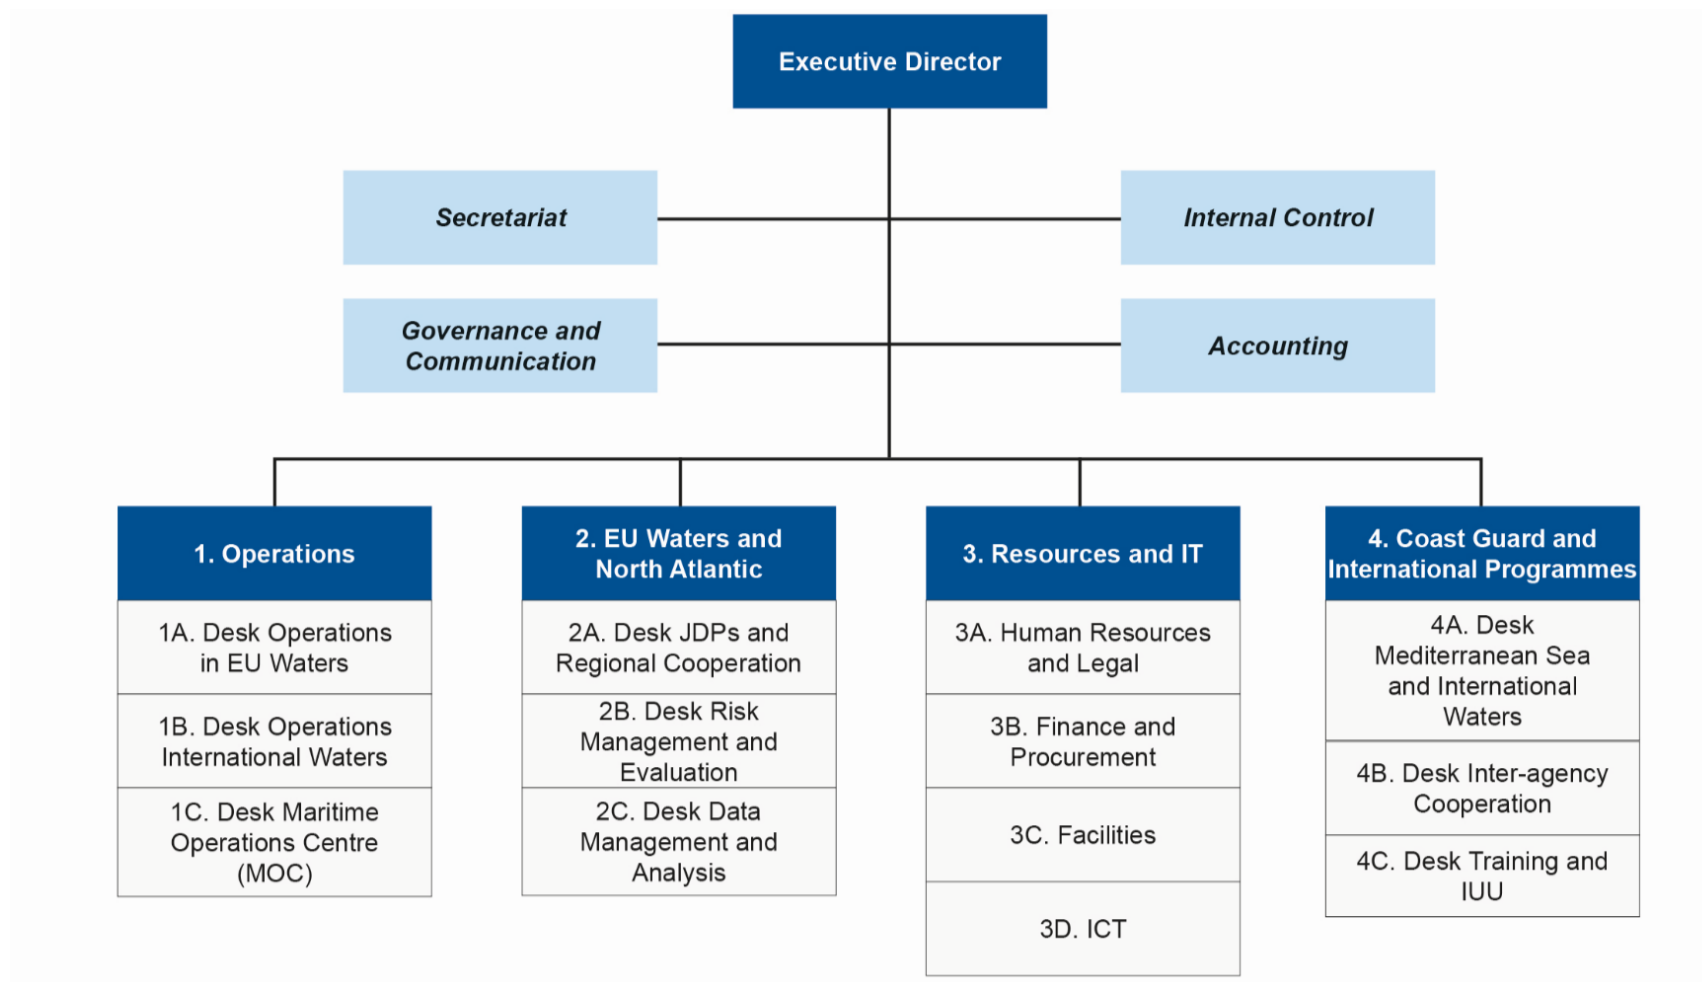 Executive Director
Secretariat
Internal Control
Governance and
Communication
Accounting
1. Operations
1A. Desk Operations
in EU Waters
1B. Desk Operations
International Waters
1C. Desk Maritime
Operations Centre
(MOC)
2. EU Waters and
North Atlantic
2A. Desk JDPs and
Regional Cooperation
2B. Desk Risk
Management and
Evaluation
2C. Desk Data
Management and
Analysis
3. Resources and IT
3A. Human Resources
and Legal
3B. Finance and
Procurement
3C. Facilities
3D. ICT
4. Coast Guard and
International Programmes
4A. Desk
Mediterranean Sea
and International
Waters
4B. Desk Inter-agency
Cooperation
4C. Desk Training and
IUU